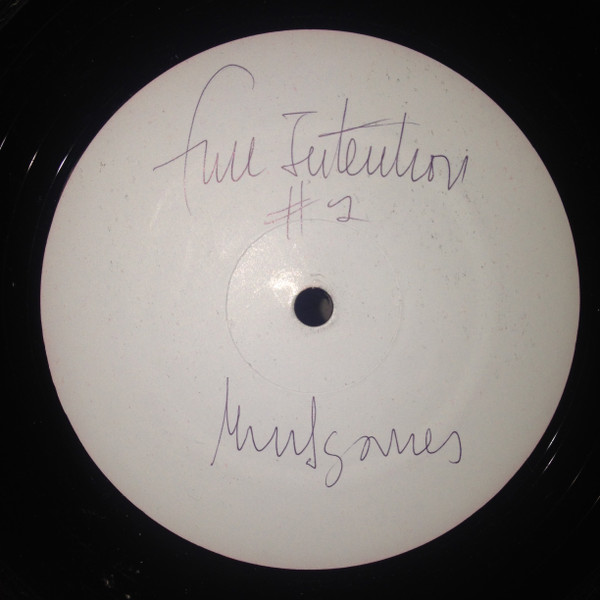 Full Intention
#2
Mindgames